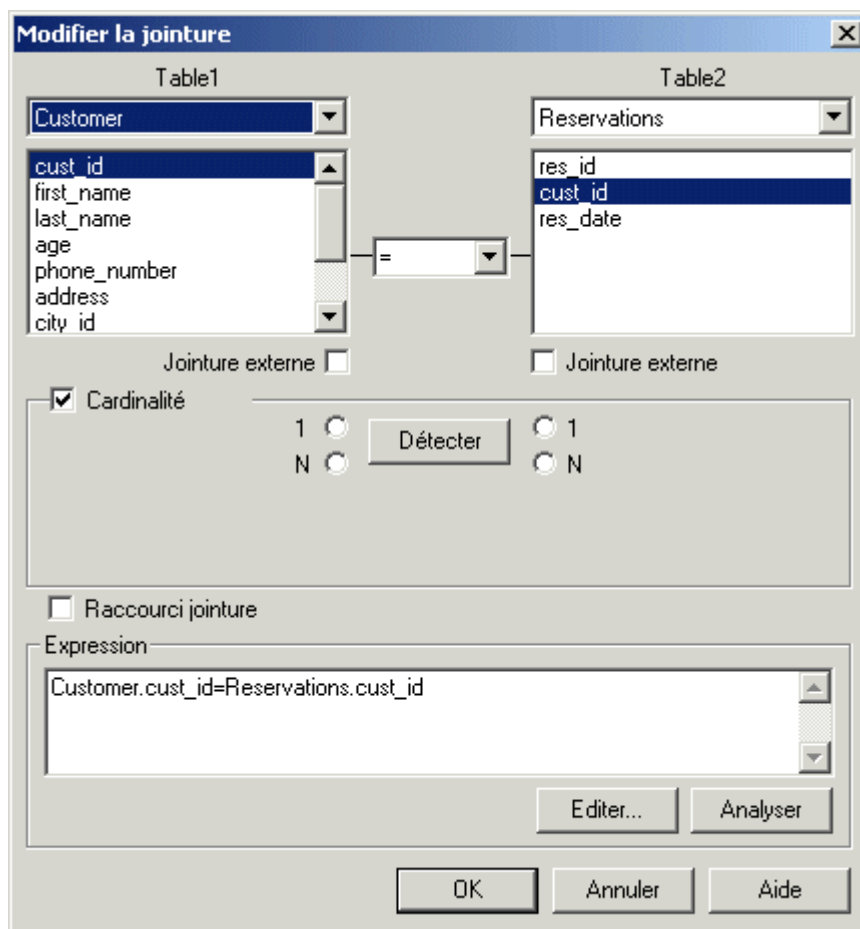 Modifier la jointure
Table1
Table2
Customer
Reservations
cust_id
first_name
last_name
age
phone_number
address
city_id
=
res_id
cust_id
res_date
Jointure externe
Jointure externe
Cardinalité
1
Détecter
1
N
N
Raccourci jointure
Expression
Customer.cust_id=Reservations.cust_id
Editer...
Analyser
OK
Annuler
Aide